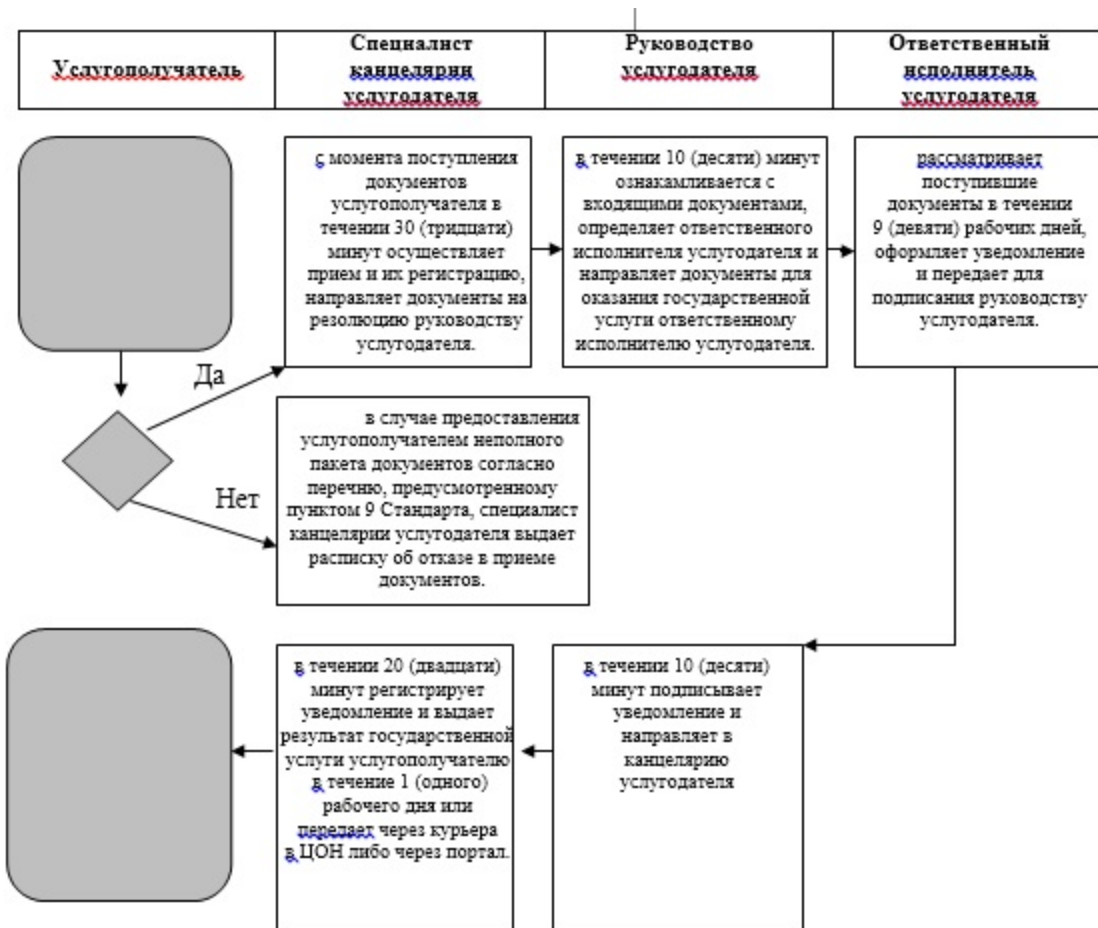 Услугополучатель
Специалист
канцелярии
услугодателя
Руководство
услугодателя
Ответственный
исполнитель
услугодателя
с момента поступления
документов
услугополучателя в
течении 30 (тридцати)
минут осуществляет
прием и их регистрацию,
направляет документы на
резолюцию руководству
услугодателя.
в течении 10 (десяти) минут
ознакамливается с
входящими документами,
определяет ответственного
исполнителя услугодателя и
направляет документы для
оказания государственной
услуги ответственному
исполнителю услугодателя.
рассматривает
поступившие
документы в течении
9 (девяти) рабочих дней,
оформляет уведомление
и передает для
подписания руководству
услугодателя.
Да
Нет
в случае предоставления
услугополучателем неполного
пакета документов согласно
перечню, предусмотренному
пунктом 9 Стандарта, специалист
канцелярии услугодателя выдает
расписку об отказе в приеме
документов.
в течении 20 (двадцати)
минут регистрирует
уведомление и выдает
результат государственной
услуги услугополучателю
в течение 1 (одного)
рабочего дня или
передает через курьера
в ЦОН либо через портал.
в течении 10 (десяти)
минут подписывает
уведомление и
направляет в
канцелярию
услугодателя